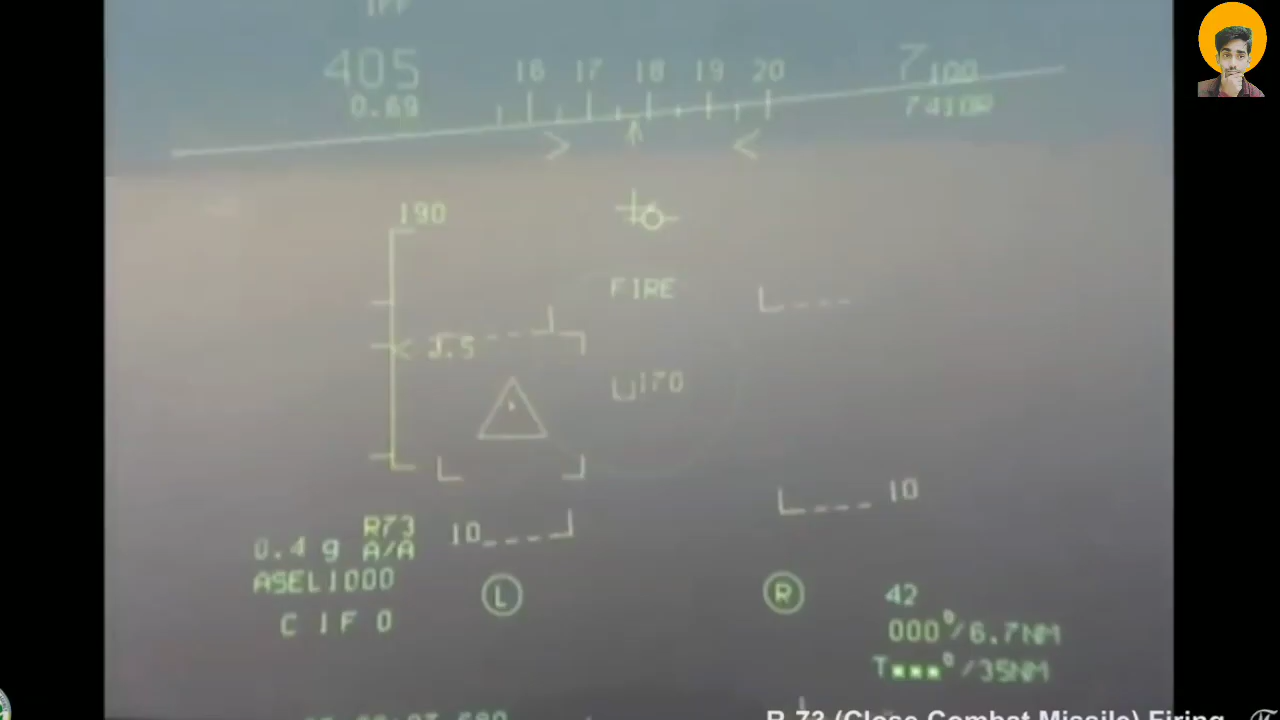 405
16 17 18 19 20
7100
0.69
7410R
190
FIRE
170
10
R73
10
0.4 g A/A
ASEL1000
L
R
42
C I F 0
000°/6.7NM
T
°/35NM
R-73 (Close Combat Missile) Firing